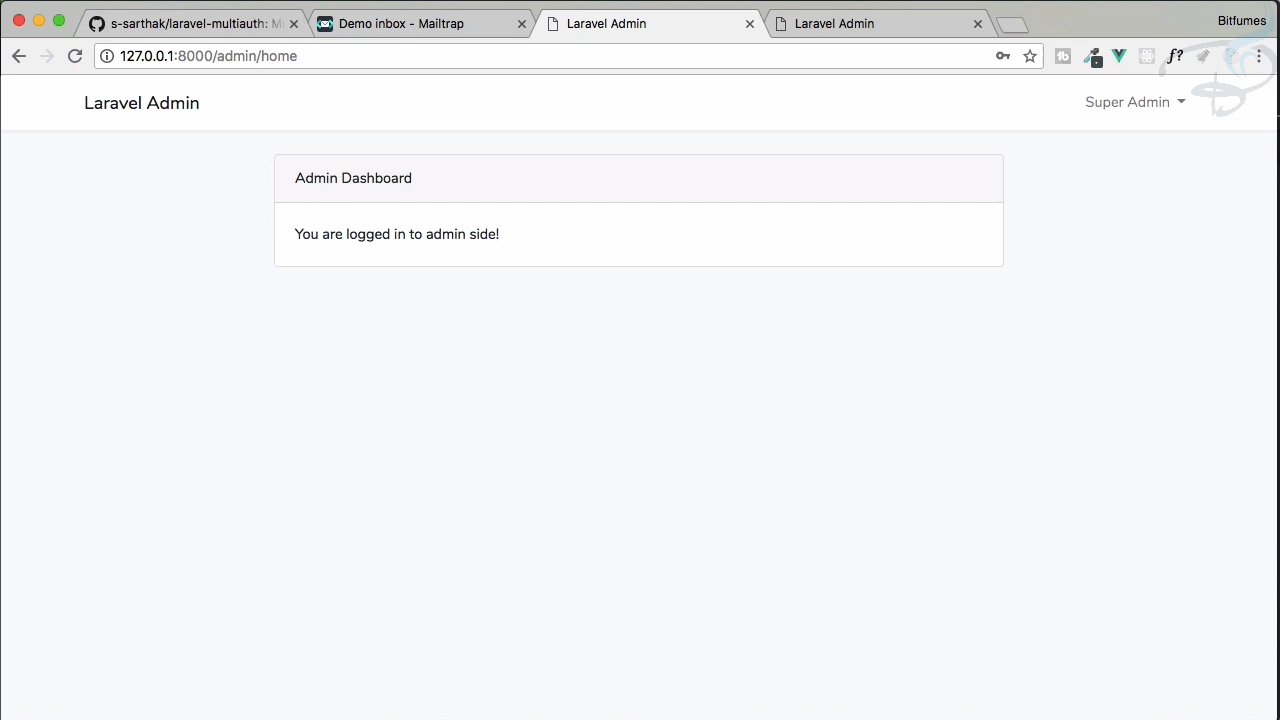 s-sarthak/laravel-multiauth: M
Demo inbox - Mailtrap
Laravel Admin
Laravel Admin
Bitfumes
127.0.0.1:8000/admin/home
f?
Laravel Admin
Super Admin
Admin Dashboard
You are logged in to admin side!